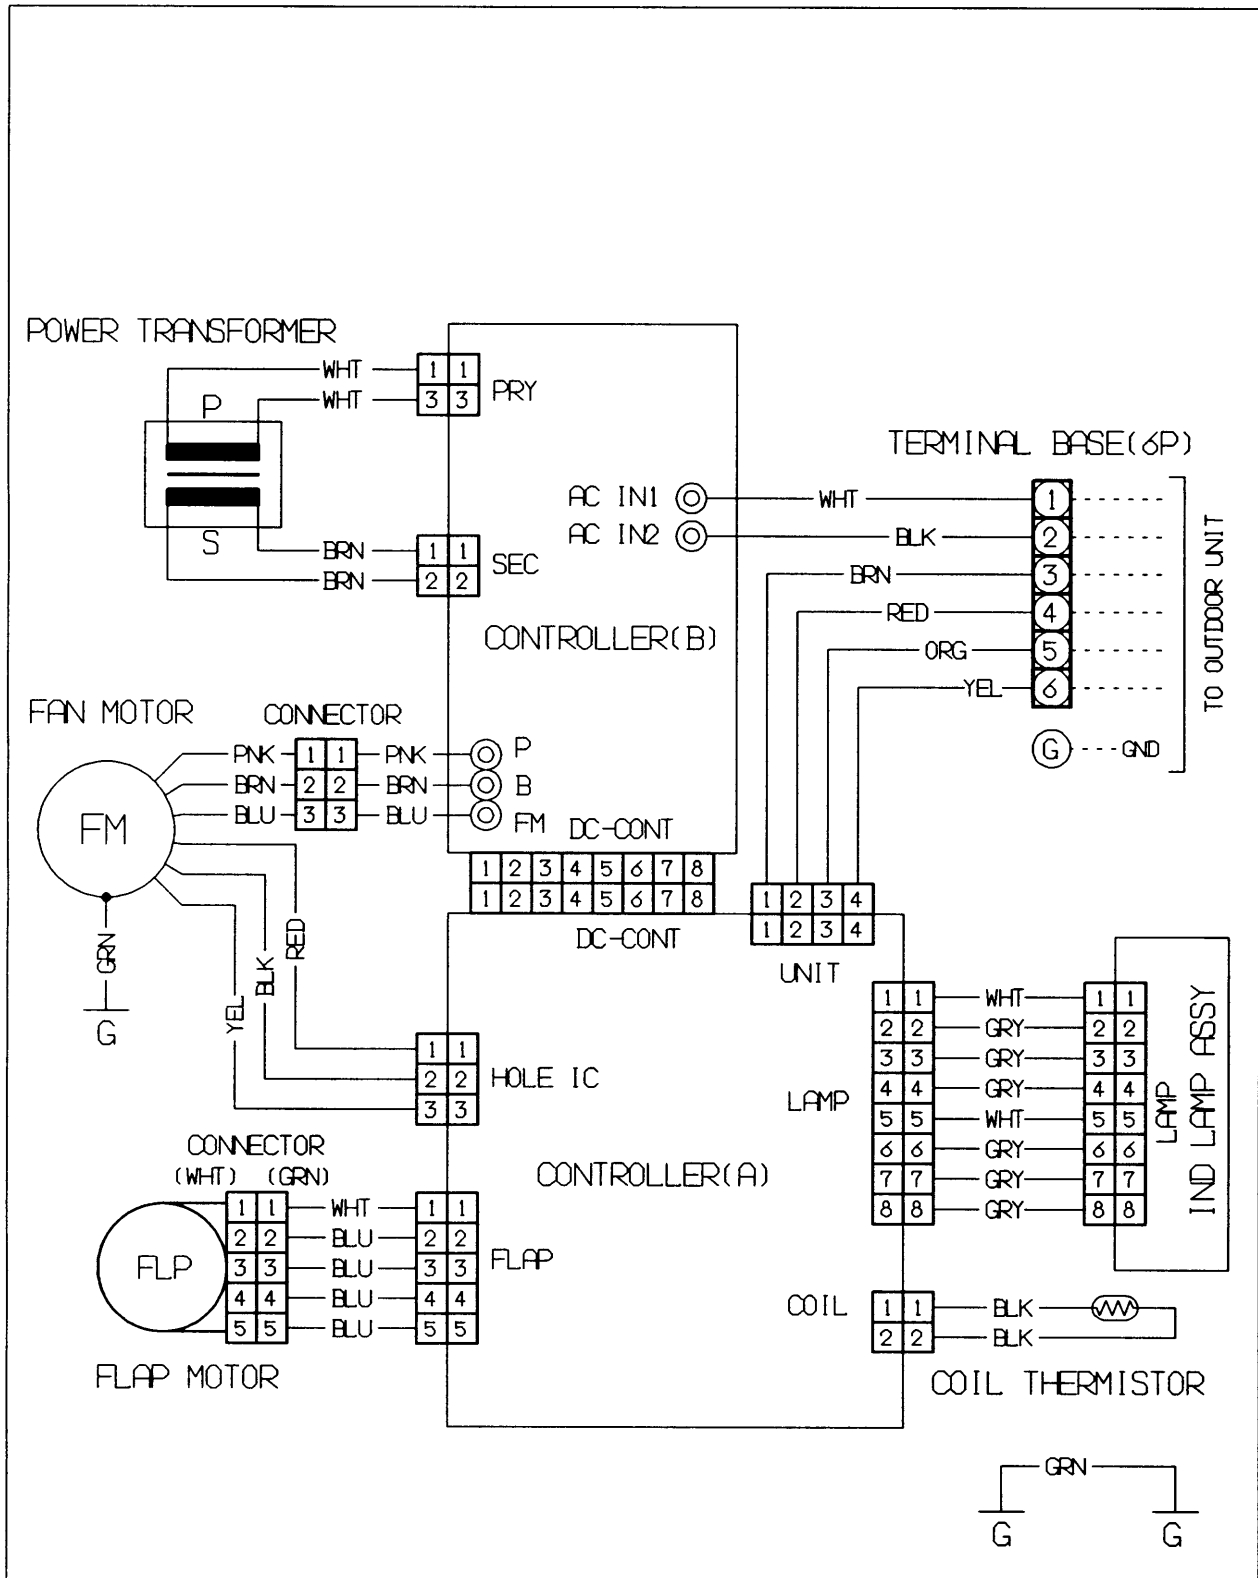 POWER TRANSFORMER
WHT 1 1
WHT 3 3 PRY
P
S
BRN 1 1
BRN 2 2 SEC
AC IN1 WHT 1
AC IN2 BLK 2
BRN 3
RED 4
ORG 5
YEL 6
G GND
TERMINAL BASE(6P)
TO OUTDOOR UNIT
CONTROLLER(B)
FAN MOTOR
CONNECTOR
FM
PNK 1 1 PNK P
BRN 2 2 BRN B
BLU 3 3 BLU FM
DC-CONT
1 2 3 4 5 6 7 8
1 2 3 4 5 6 7 8
DC-CONT
1 2 3 4
1 2 3 4
UNIT
GRN
G
RED
BLK
YEL
1 1
2 2 HOLE IC
3 3
LAMP
1 1 WHT 1 1
2 2 GRY 2 2
3 3 GRY 3 3
4 4 GRY 4 4
5 5 WHT 5 5
6 6 GRY 6 6
7 7 GRY 7 7
8 8 GRY 8 8
LAMP
IND LAMP ASSY
CONTROLLER(A)
CONNECTOR
(WHT) (GRN)
FLP
1 1 WHT 1 1
2 2 BLU 2 2
3 3 BLU 3 3
4 4 BLU 4 4
5 5 BLU 5 5
FLAP
FLAP MOTOR
COIL
1 1 BLK
2 2 BLK
COIL THERMISTOR
GRN
G G